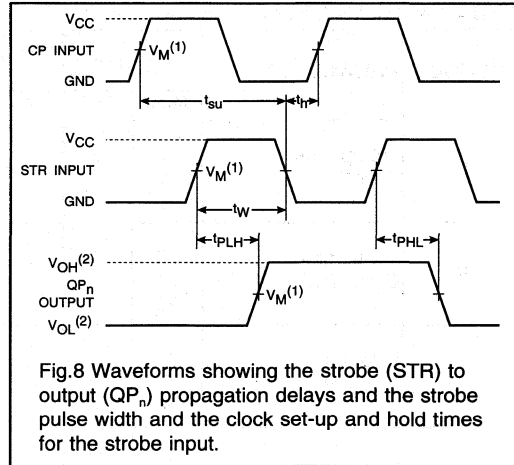 VCC
CP INPUT
VM(1)
GND
tsu
th
VCC
STR INPUT
VM(1)
GND
tW
tPLH
tPHL
VOH(2)
QPn
OUTPUT
VM(1)
VOL(2)
Fig.8 Waveforms showing the strobe (STR) to
output (QPn) propagation delays and the strobe
pulse width and the clock set-up and hold times
for the strobe input.